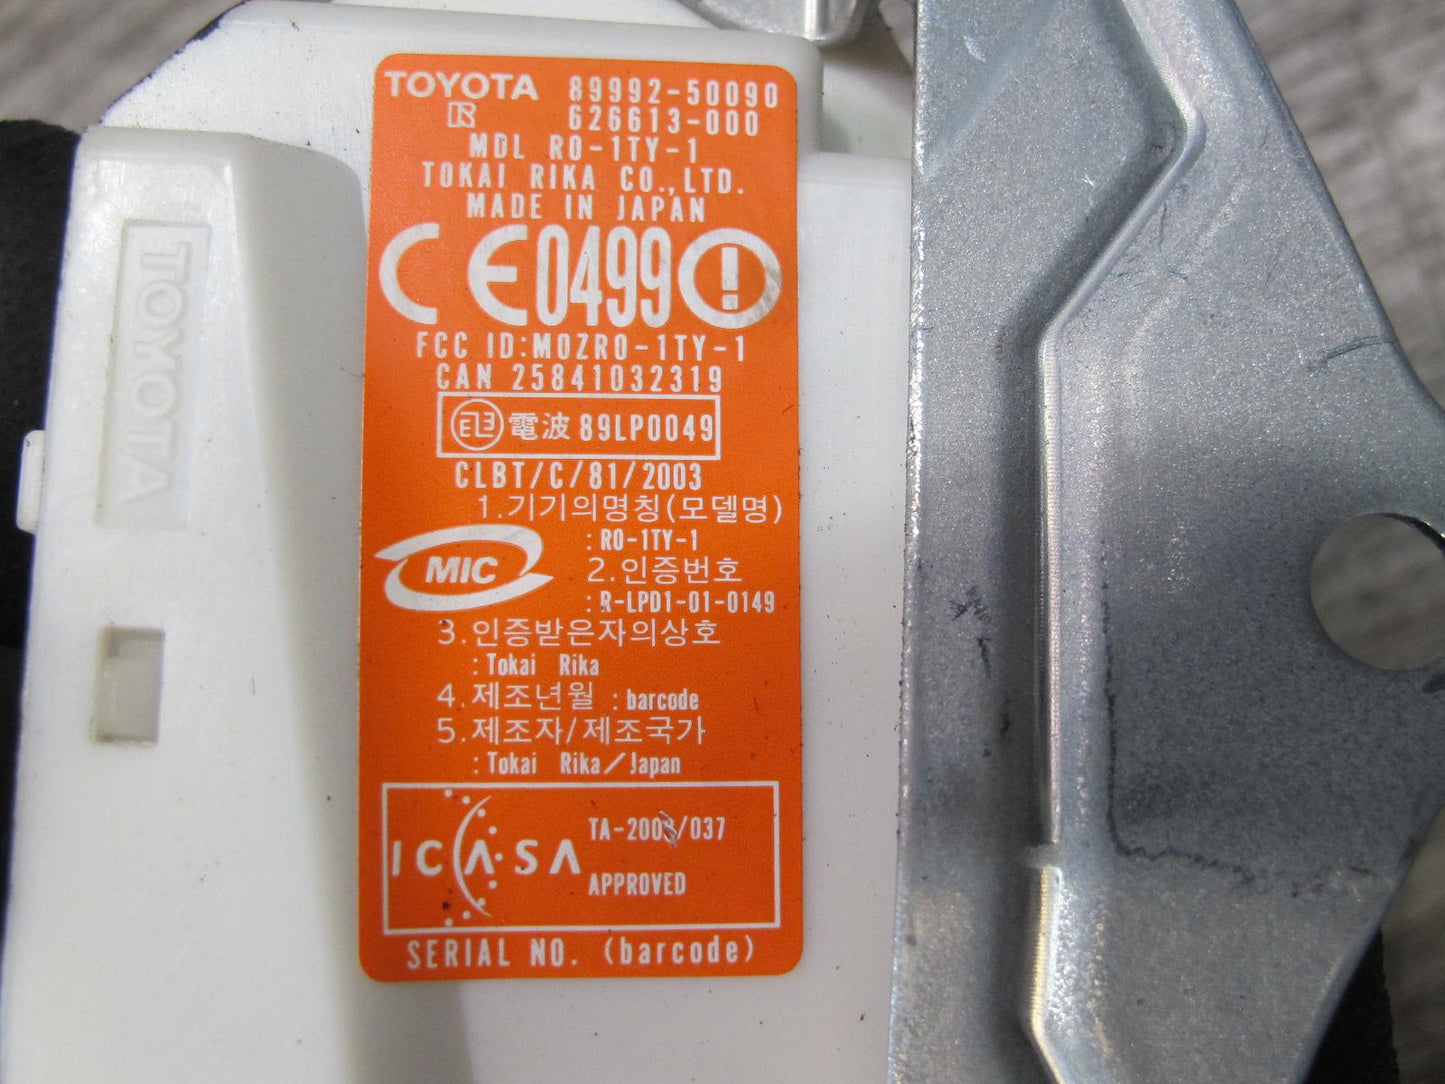 TOYOTA 89992-50090
R 626613-000
MDL RO-1TY-1
TOKAI RIKA CO.,LTD.
MADE IN JAPAN
CE0499
FCC ID:MOZRO-1TY-1
CAN 25841032319
電波 89LP0049
CLBT/C/81/2003
1.기기의명칭(모델명)
:RO-1TY-1
MIC
2.인증번호
:R-LPD1-01-0149
3.인증받은자의상호
:Tokai Rika
4.제조년월 :barcode
5.제조자/제조국가
:Tokai Rika/Japan
ICASA
TA-2003/037
APPROVED
SERIAL NO. (barcode)
TOYOTA